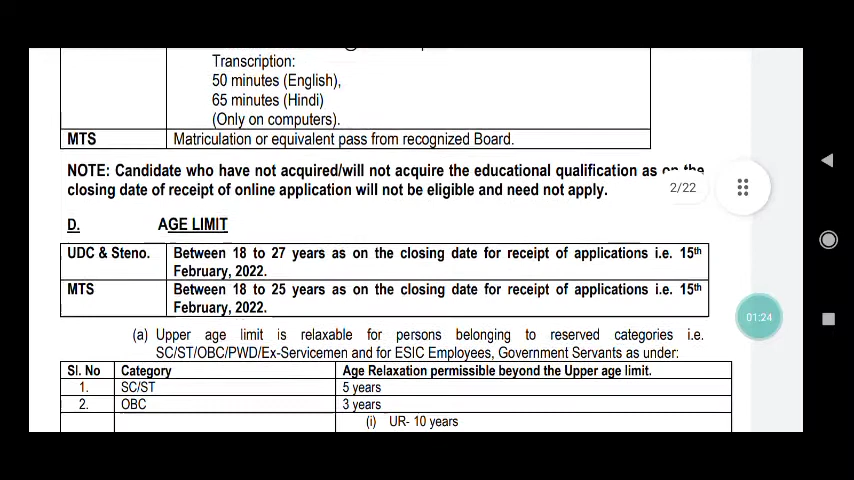 Transcription:
50 minutes (English),
65 minutes (Hindi)
(Only on computers).
MTS Matriculation or equivalent pass from recognized Board.
NOTE: Candidate who have not acquired/will not acquire the educational qualification as on the
closing date of receipt of online application will not be eligible and need not apply.
2/22
D. AGE LIMIT
UDC & Steno. Between 18 to 27 years as on the closing date for receipt of applications i.e. 15th
February, 2022.
MTS Between 18 to 25 years as on the closing date for receipt of applications i.e. 15th
February, 2022.
01:24
(a) Upper age limit is relaxable for persons belonging to reserved categories i.e.
SC/ST/OBC/PWD/Ex-Servicemen and for ESIC Employees, Government Servants as under:
Sl. No Category Age Relaxation permissible beyond the Upper age limit.
1. SC/ST 5 years
2. OBC 3 years
(i) UR- 10 years